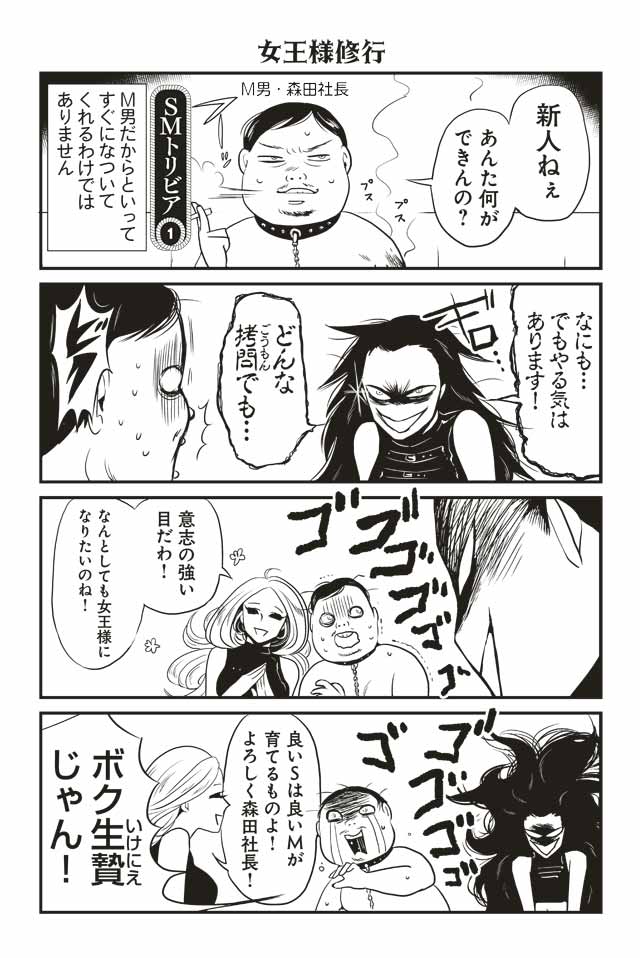 女王様修行
新人ねぇ
あんた何が
できんの？
M男・森田社長
プスプス
SMトリビア1
M男だからといって
すぐになついて
くれるわけでは
ありません
なにも…
でもやる気は
あります！
ギロ…
どんな
拷問でも…
ごうもん
ビクッ
ゴゴゴゴゴ
意志の強い
目だわ！
なんとしても女王様に
なりたいのね！
ゴゴゴゴ
良いSは良いMが
育てるものよ！
よろしく森田社長！
ボク生贄
いけにえ
じゃん！